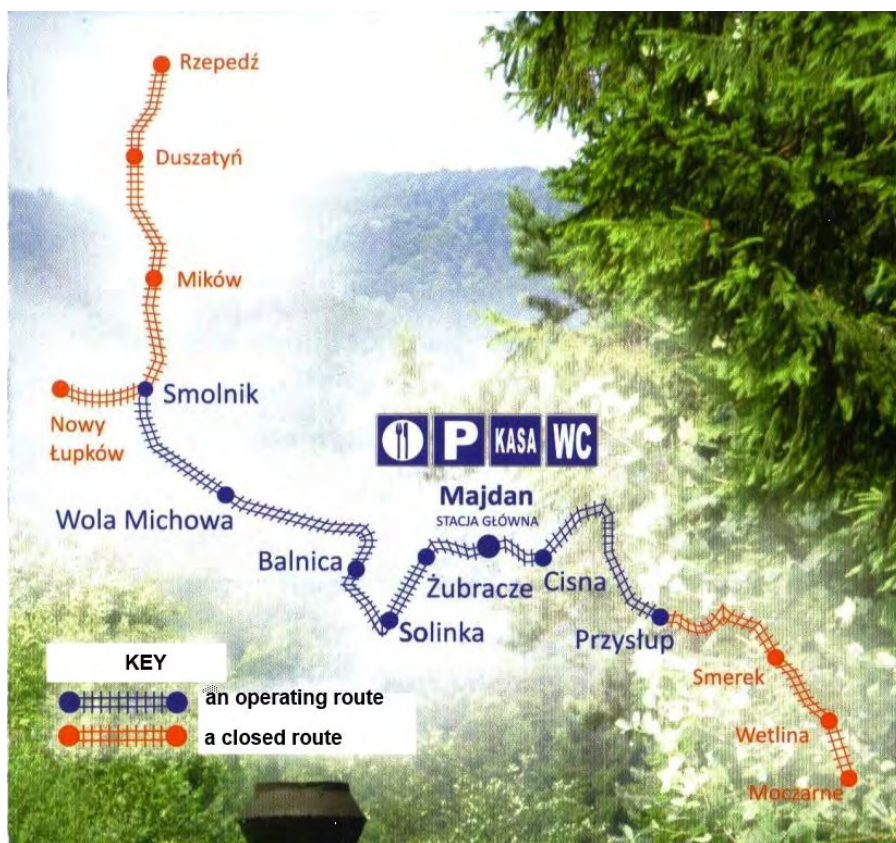 Rzepedź
Duszatyń
Mików
Smolnik
Nowy
Łupków
P KASA WC
Majdan
STACJA GŁÓWNA
Wola Michowa
Balnica
Żubracze
Cisna
Solinka
Przysłup
Smerek
Wetlina
Moczarne
KEY
an operating route
a closed route